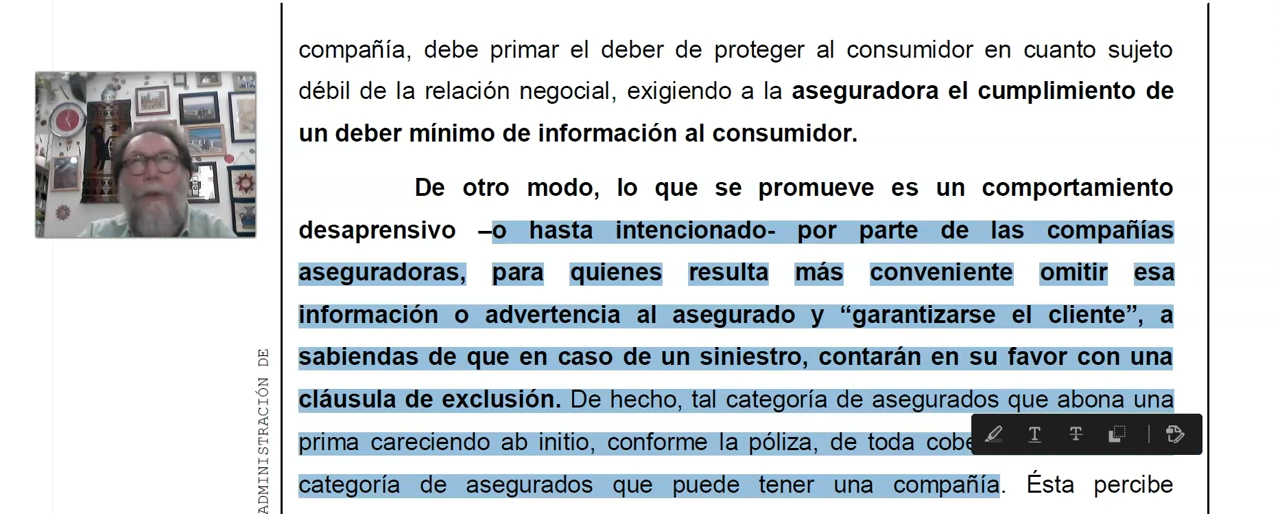 compañía, debe primar el deber de proteger al consumidor en cuanto sujeto
débil de la relación negocial, exigiendo a la aseguradora el cumplimiento de
un deber mínimo de información al consumidor.
De otro modo, lo que se promueve es un comportamiento
desaprensivo –o hasta intencionado- por parte de las compañías
aseguradoras, para quienes resulta más conveniente omitir esa
información o advertencia al asegurado y “garantizarse el cliente”, a
sabiendas de que en caso de un siniestro, contarán en su favor con una
cláusula de exclusión. De hecho, tal categoría de asegurados que abona una
prima careciendo ab initio, conforme la póliza, de toda
categoría de asegurados que puede tener una compañía. Ésta percibe
ADMINISTRACIÓN DE